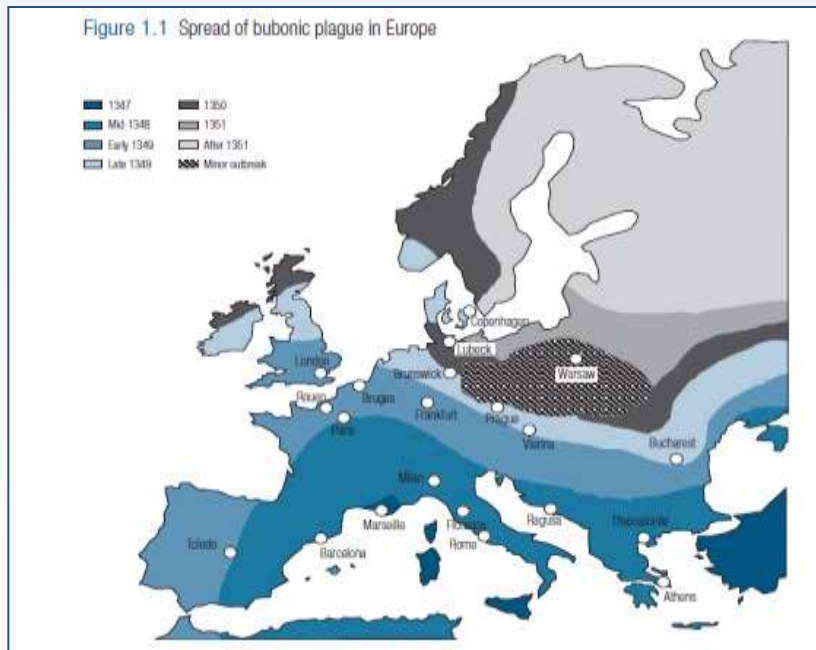 Figure 1.1 Spread of bubonic plague in Europe
1347
Mid-1348
Early 1349
Late 1349
1350
1351
After 1351
Minor outbreak
Copenhagen
Lubeck
London
Brunswick
Warsaw
Rouen
Bruges
Frankfurt
Prague
Paris
Vienna
Bucharest
Milan
Marseille
Florence
Ragusa
Thessalonile
Toledo
Barcelona
Roma
Athens